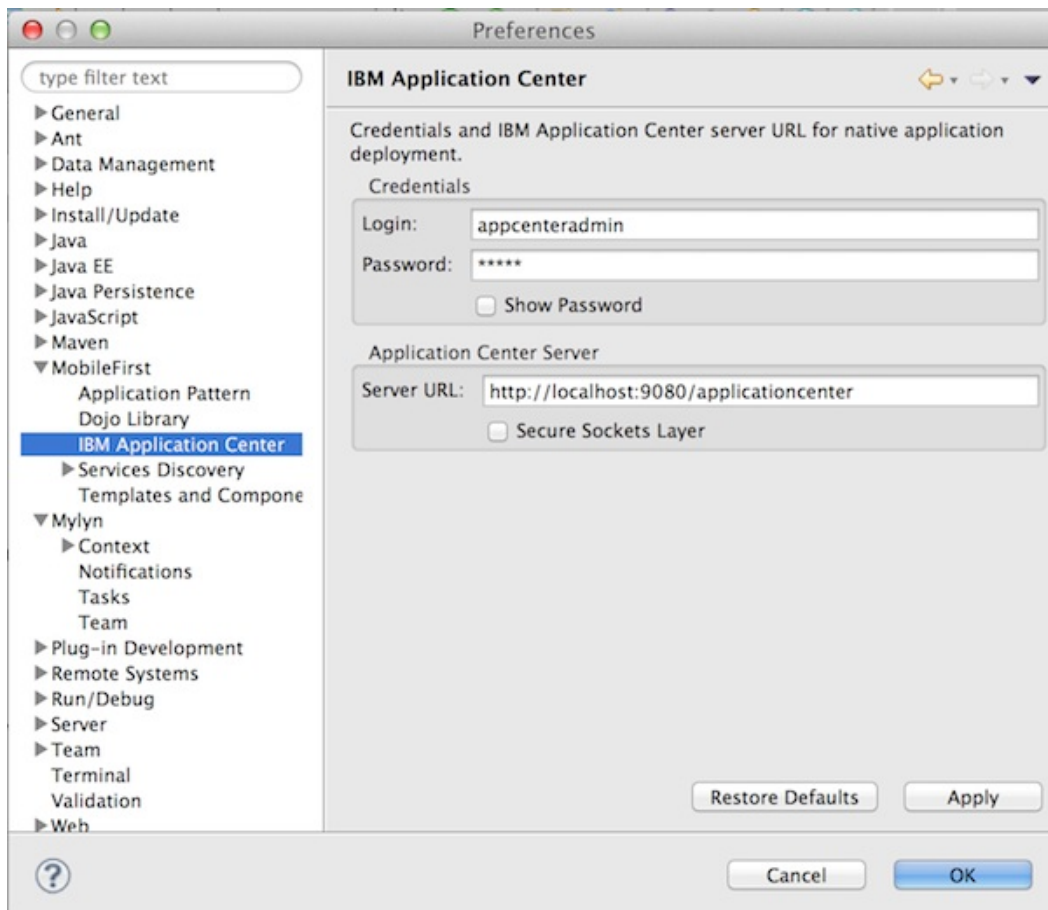 Preferences
type filter text
General
Ant
Data Management
Help
Install/Update
Java
Java EE
Java Persistence
JavaScript
Maven
MobileFirst
Application Pattern
Dojo Library
IBM Application Center
Services Discovery
Templates and Compone
Mylyn
Context
Notifications
Tasks
Team
Plug-in Development
Remote Systems
Run/Debug
Server
Team
Terminal
Validation
Web
IBM Application Center
Credentials and IBM Application Center server URL for native application
deployment.
Credentials
Login: appcenteradmin
Password: *****
Show Password
Application Center Server
Server URL: http://localhost:9080/applicationcenter
Secure Sockets Layer
Restore Defaults Apply
? Cancel OK